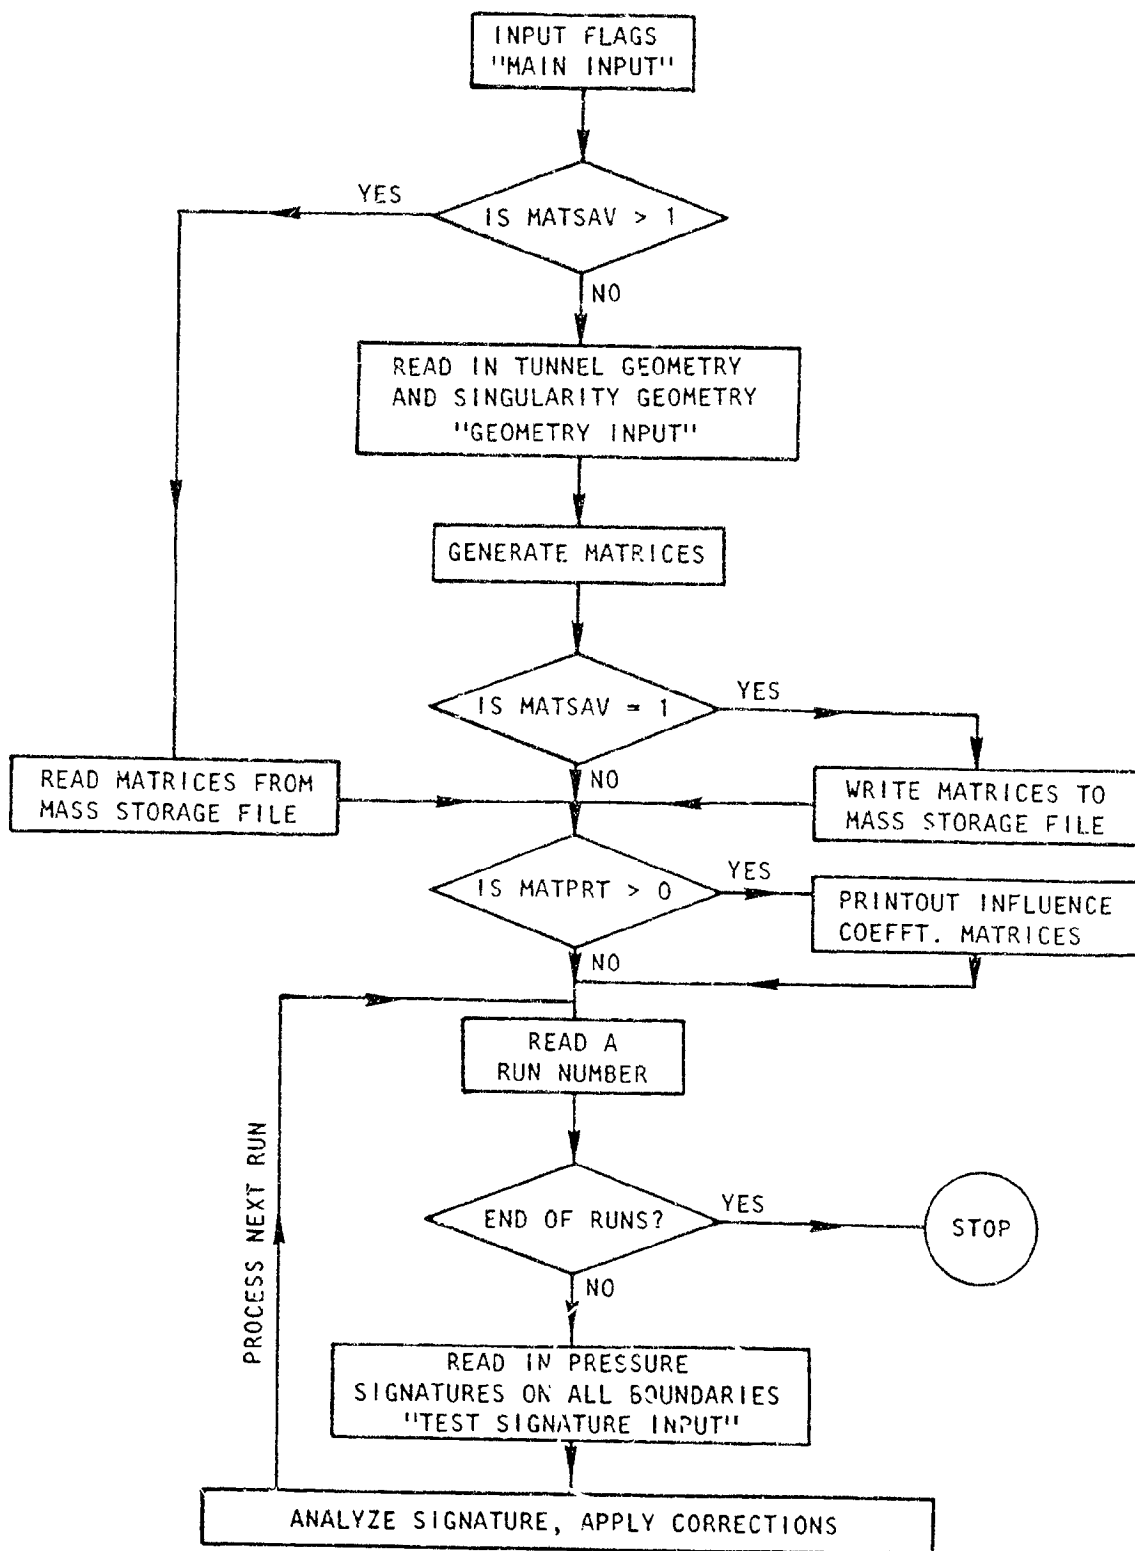 INPUT FLAGS
"MAIN INPUT"
YES
IS MATSAV > 1
NO
READ IN TUNNEL GEOMETRY
AND SINGULARITY GEOMETRY
"GEOMETRY INPUT"
GENERATE MATRICES
IS MATSAV = 1
YES
NO
READ MATRICES FROM
MASS STORAGE FILE
WRITE MATRICES TO
MASS STORAGE FILE
IS MATPRT > 0
YES
PRINTOUT INFLUENCE
COEFFT. MATRICES
NO
READ A
RUN NUMBER
PROCESS NEXT RUN
END OF RUNS?
YES
STOP
NO
READ IN PRESSURE
SIGNATURES ON ALL BOUNDARIES
"TEST SIGNATURE INPUT"
ANALYZE SIGNATURE, APPLY CORRECTIONS